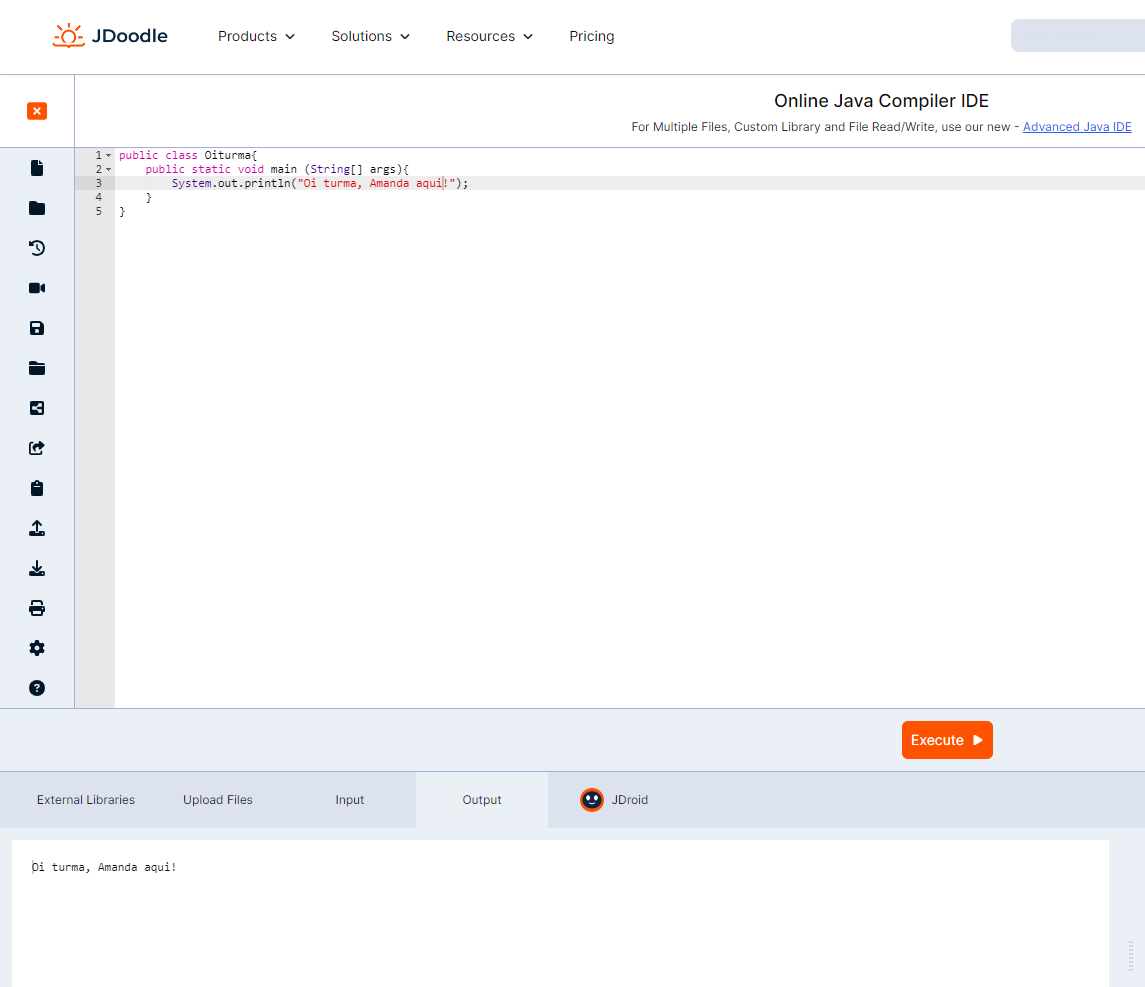 JDoodle
Products
Solutions
Resources
Pricing
Online Java Compiler IDE
For Multiple Files, Custom Library and File Read/Write, use our new - Advanced Java IDE
1 public class Oiturma{
2     public static void main (String[] args){
3         System.out.println("Oi turma, Amanda aqui!");
4     }
5 }
Execute
External Libraries
Upload Files
Input
Output
JDroid
Oi turma, Amanda aqui!